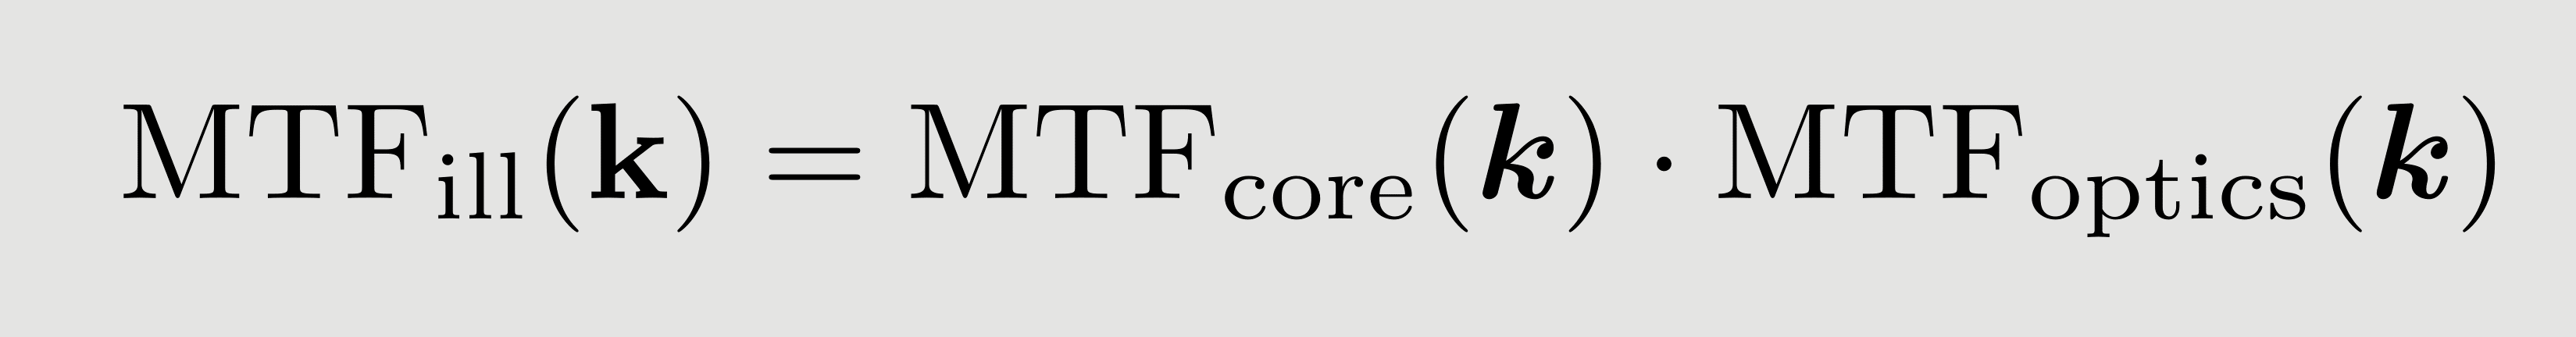 MTF_ill(𝐤) = MTF_core(𝒌) · MTF_optics(𝒌)